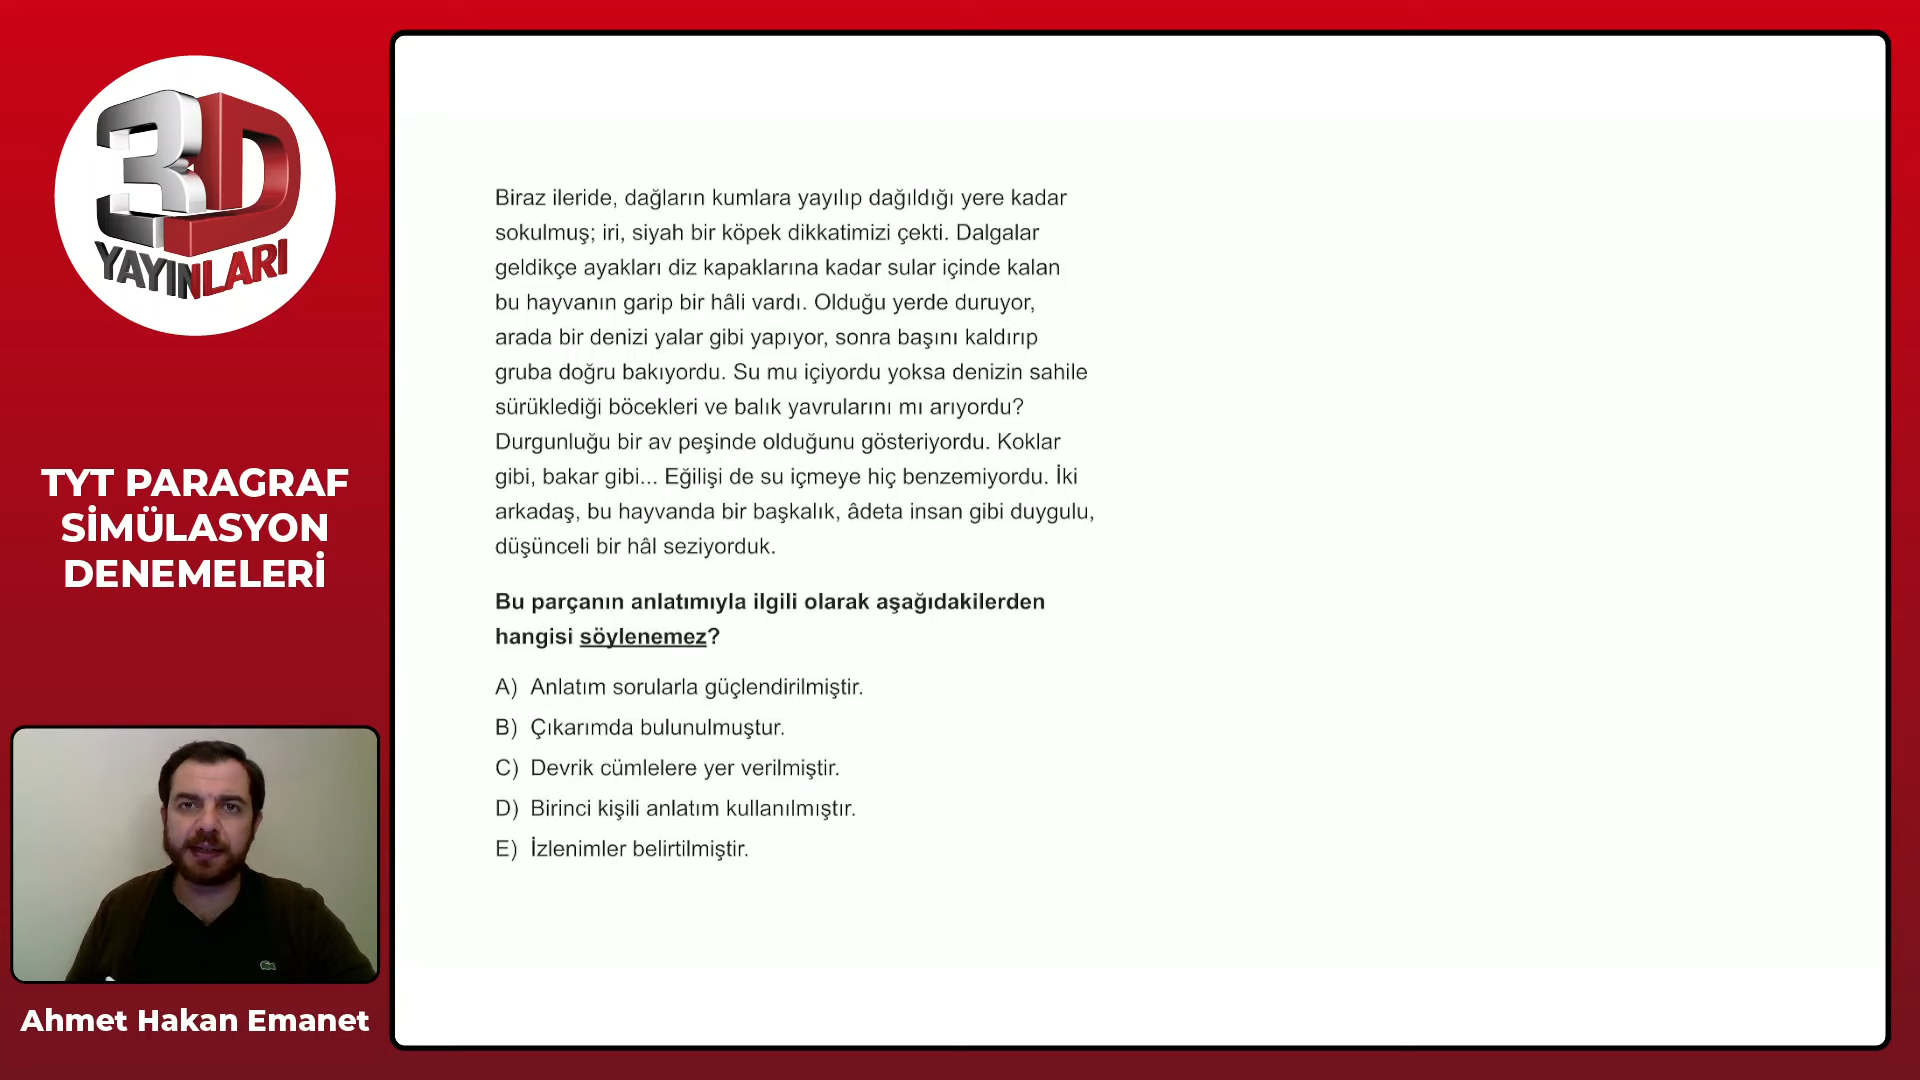 3D
YAYINLARI
TYT PARAGRAF
SİMÜLASYON
DENEMELERİ
Ahmet Hakan Emanet
Biraz ileride, dağların kumlara yayılıp dağıldığı yere kadar
sokulmuş; iri, siyah bir köpek dikkatimizi çekti. Dalgalar
geldikçe ayakları diz kapaklarına kadar sular içinde kalan
bu hayvanın garip bir hâli vardı. Olduğu yerde duruyor,
arada bir denizi yalar gibi yapıyor, sonra başını kaldırıp
gruba doğru bakıyordu. Su mu içiyordu yoksa denizin sahile
sürüklediği böcekleri ve balık yavrularını mı arıyordu?
Durgunluğu bir av peşinde olduğunu gösteriyordu. Koklar
gibi, bakar gibi... Eğilişi de su içmeye hiç benzemiyordu. İki
arkadaş, bu hayvanda bir başkalık, âdeta insan gibi duygulu,
düşünceli bir hâl seziyorduk.
Bu parçanın anlatımıyla ilgili olarak aşağıdakilerden
hangisi söylenemez?
A) Anlatım sorularla güçlendirilmiştir.
B) Çıkarımda bulunulmuştur.
C) Devrik cümlelere yer verilmiştir.
D) Birinci kişili anlatım kullanılmıştır.
E) İzlenimler belirtilmiştir.